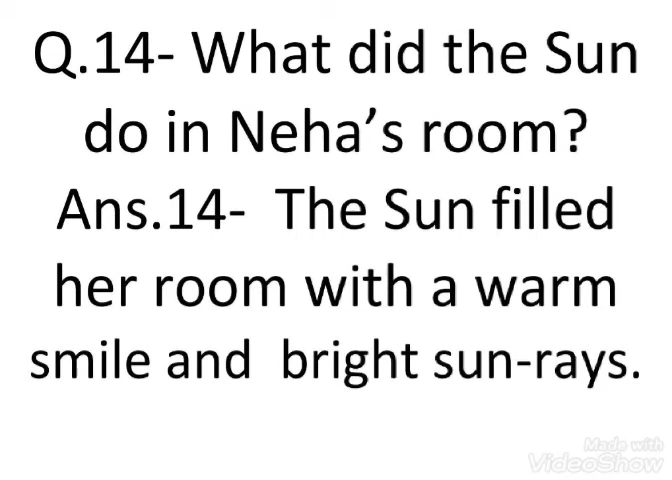 Q.14- What did the Sun
do in Neha’s room?
Ans.14-  The Sun filled
her room with a warm
smile and  bright sun-rays.
Made with
VideoShow